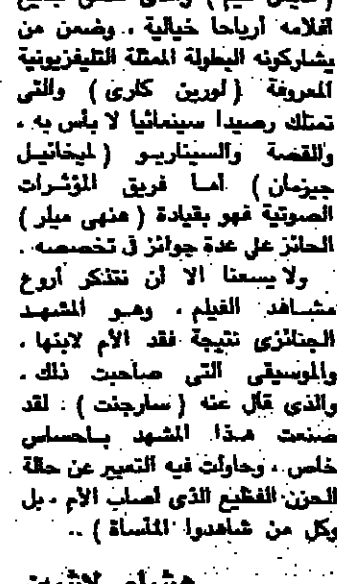 أفلامه أرباحا خيالية . وضمن من
يشاركونه البطولة الممثلة التليفزيونية
المعروفة ( لورين كارى ) والتى
تمتلك رصيدا سينمائيا لا بأس به .
والقصة والسيناريو ( لميخائيل
جيزمان ) أما فريق المؤثرات
الصوتية فهو بقيادة ( هنهى ميلر )
الحائز على عدة جوائز فى تخصصه .
ولا يسعنا الا أن نتذكر أروع
مشاهد الفيلم . وهو المشهد
الجنائزى نتيجة فقد الأم لابنها .
والموسيقى التى صاحبت ذلك .
والذى قال عنه ( سارجنت ) : لقد
صنعت هذا المشهد باحساس
خاص . وحاولت فيه التعبير عن حالة
الحزن الفظيع الذى أصاب الأم . بل
وكل من شاهدوا المأساة ) ..